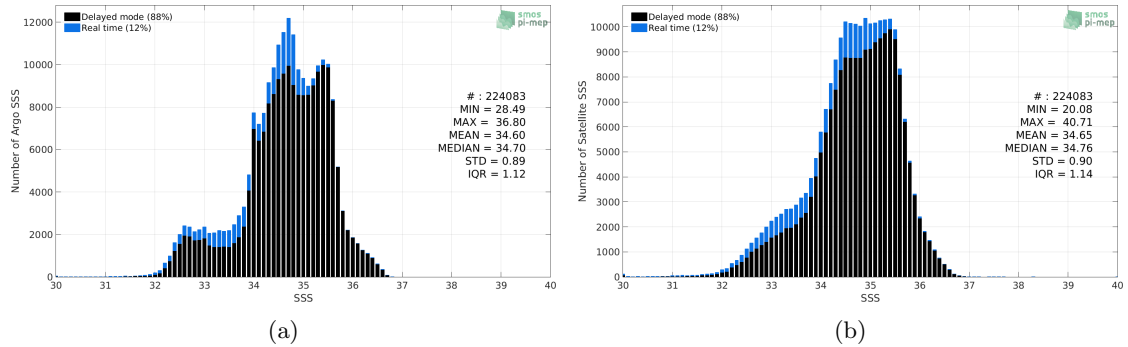 Delayed mode (88%)
Real time (12%)
smos
pi-mep
# : 224083
MIN = 28.49
MAX = 36.80
MEAN = 34.60
MEDIAN = 34.70
STD = 0.89
IQR = 1.12
Number of Argo SSS
12000
10000
8000
6000
4000
2000
0
30 31 32 33 34 35 36 37 38 39 40
SSS
(a)
Delayed mode (88%)
Real time (12%)
smos
pi-mep
# : 224083
MIN = 20.08
MAX = 40.71
MEAN = 34.65
MEDIAN = 34.76
STD = 0.90
IQR = 1.14
Number of Satellite SSS
10000
9000
8000
7000
6000
5000
4000
3000
2000
1000
0
30 31 32 33 34 35 36 37 38 39 40
SSS
(b)